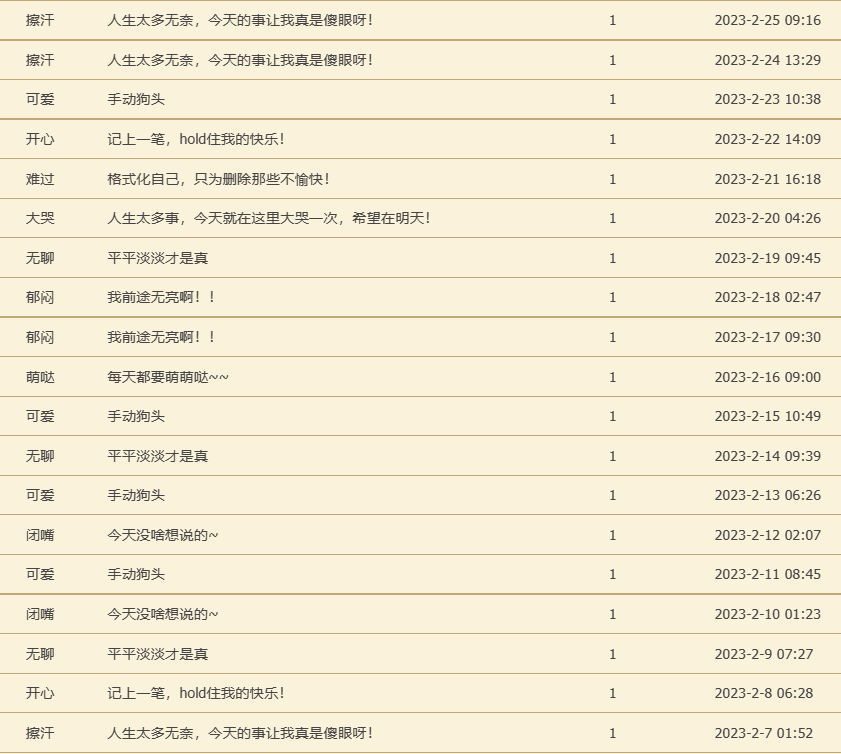 擦汗 人生太多无奈，今天的事让我真是傻眼呀！ 1 2023-2-25 09:16
擦汗 人生太多无奈，今天的事让我真是傻眼呀！ 1 2023-2-24 13:29
可爱 手动狗头 1 2023-2-23 10:38
开心 记上一笔，hold住我的快乐！ 1 2023-2-22 14:09
难过 格式化自己，只为删除那些不愉快！ 1 2023-2-21 16:18
大哭 人生太多事，今天就在这里大哭一次，希望在明天！ 1 2023-2-20 04:26
无聊 平平淡淡才是真 1 2023-2-19 09:45
郁闷 我前途无亮啊！！ 1 2023-2-18 02:47
郁闷 我前途无亮啊！！ 1 2023-2-17 09:30
萌哒 每天都要萌萌哒~~ 1 2023-2-16 09:00
可爱 手动狗头 1 2023-2-15 10:49
无聊 平平淡淡才是真 1 2023-2-14 09:39
可爱 手动狗头 1 2023-2-13 06:26
闭嘴 今天没啥想说的~ 1 2023-2-12 02:07
可爱 手动狗头 1 2023-2-11 08:45
闭嘴 今天没啥想说的~ 1 2023-2-10 01:23
无聊 平平淡淡才是真 1 2023-2-9 07:27
开心 记上一笔，hold住我的快乐！ 1 2023-2-8 06:28
擦汗 人生太多无奈，今天的事让我真是傻眼呀！ 1 2023-2-7 01:52